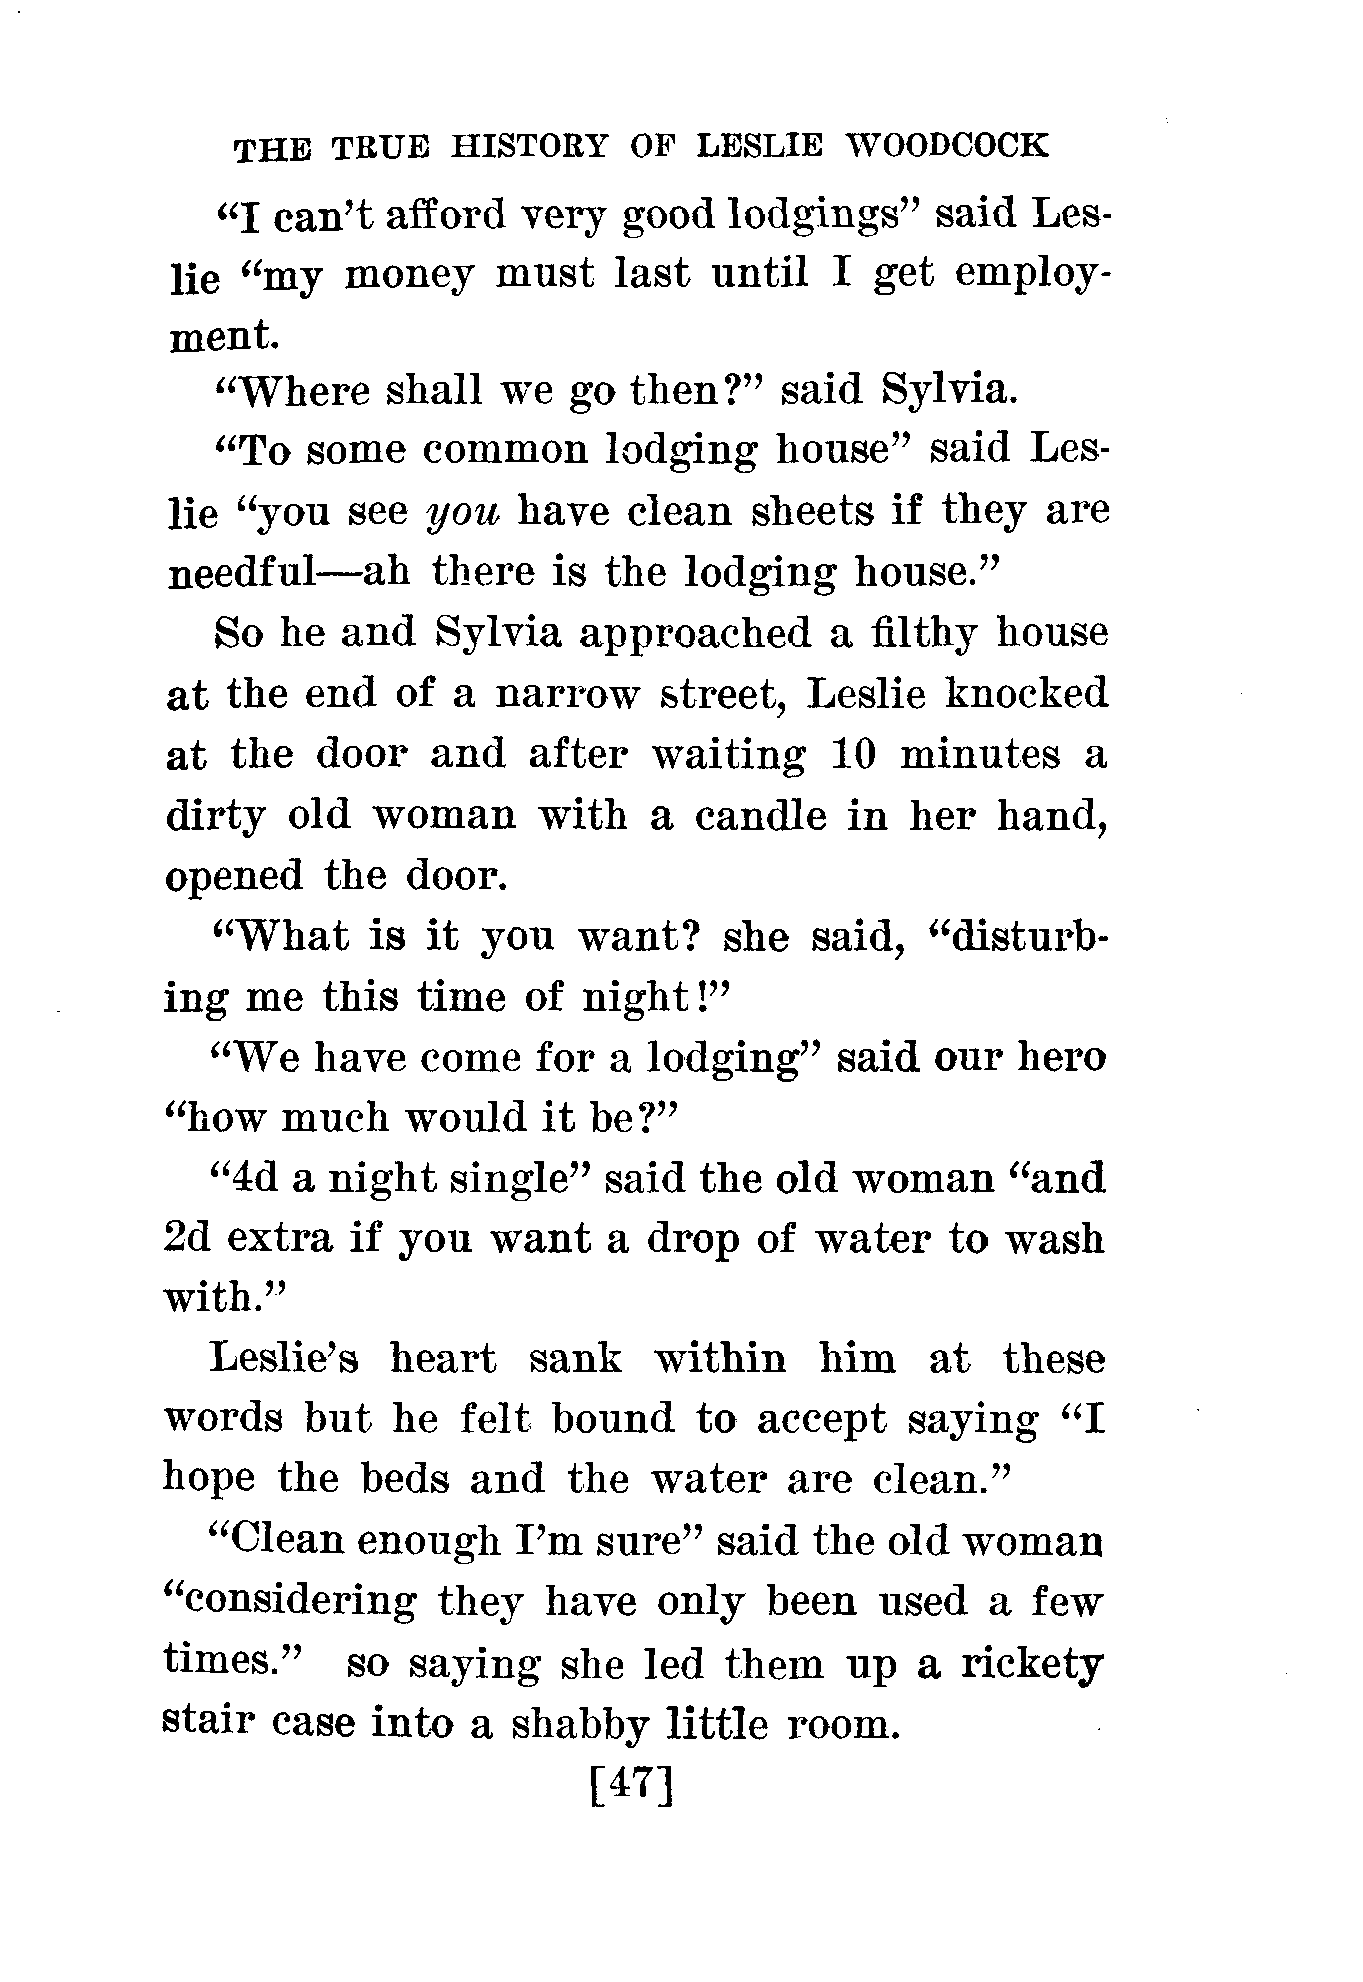 THE TRUE HISTORY OF LESLIE WOODCOCK
“I can’t afford very good lodgings” said Les-
lie “my money must last until I get employ-
ment.
“Where shall we go then?” said Sylvia.
“To some common lodging house” said Les-
lie “you see you have clean sheets if they are
needful—ah there is the lodging house.”
So he and Sylvia approached a filthy house
at the end of a narrow street, Leslie knocked
at the door and after waiting 10 minutes a
dirty old woman with a candle in her hand,
opened the door.
“What is it you want? she said, “disturb-
ing me this time of night!”
“We have come for a lodging” said our hero
“how much would it be?”
“4d a night single” said the old woman “and
2d extra if you want a drop of water to wash
with.”
Leslie’s heart sank within him at these
words but he felt bound to accept saying “I
hope the beds and the water are clean.”
“Clean enough I’m sure” said the old woman
“considering they have only been used a few
times.” so saying she led them up a rickety
stair case into a shabby little room.
[47]